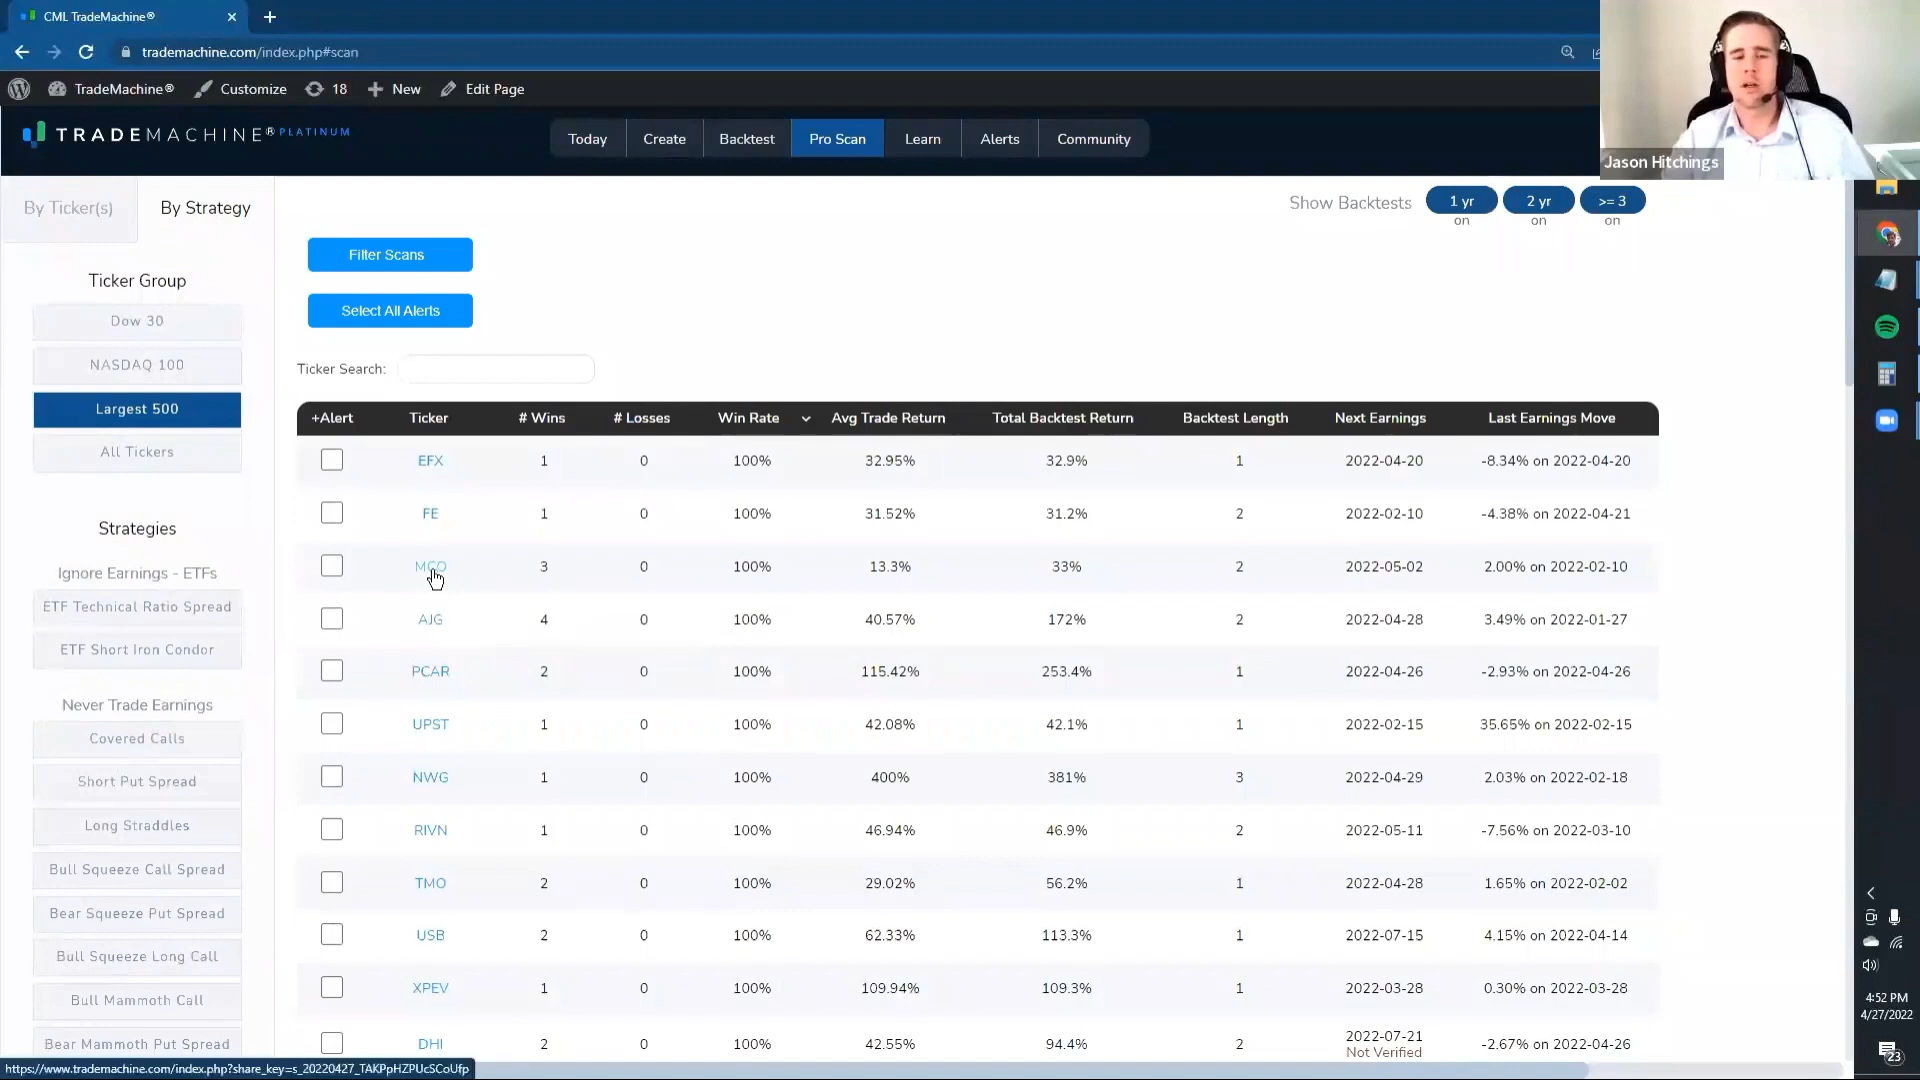 CML TradeMachine®
trademachine.com/index.php#scan
TradeMachine® Customize 18 New Edit Page
TRADEMACHINE® PLATINUM
Today Create Backtest Pro Scan Learn Alerts Community
Jason Hitchings
By Ticker(s) By Strategy
Show Backtests 1 yr 2 yr >= 3
on on on
Filter Scans
Select All Alerts
Ticker Search:
Ticker Group
Dow 30
NASDAQ 100
Largest 500
All Tickers
Strategies
Ignore Earnings - ETFs
ETF Technical Ratio Spread
ETF Short Iron Condor
Never Trade Earnings
Covered Calls
Short Put Spread
Long Straddles
Bull Squeeze Call Spread
Bear Squeeze Put Spread
Bull Squeeze Long Call
Bull Mammoth Call
Bear Mammoth Put Spread
+Alert Ticker # Wins # Losses Win Rate Avg Trade Return Total Backtest Return Backtest Length Next Earnings Last Earnings Move
EFX 1 0 100% 32.95% 32.9% 1 2022-04-20 -8.34% on 2022-04-20
FE 1 0 100% 31.52% 31.2% 2 2022-02-10 -4.38% on 2022-04-21
MCO 3 0 100% 13.3% 33% 2 2022-05-02 2.00% on 2022-02-10
AJG 4 0 100% 40.57% 172% 2 2022-04-28 3.49% on 2022-01-27
PCAR 2 0 100% 115.42% 253.4% 1 2022-04-26 -2.93% on 2022-04-26
UPST 1 0 100% 42.08% 42.1% 1 2022-02-15 35.65% on 2022-02-15
NWG 1 0 100% 400% 381% 3 2022-04-29 2.03% on 2022-02-18
RIVN 1 0 100% 46.94% 46.9% 2 2022-05-11 -7.56% on 2022-03-10
TMO 2 0 100% 29.02% 56.2% 1 2022-04-28 1.65% on 2022-02-02
USB 2 0 100% 62.33% 113.3% 1 2022-07-15 4.15% on 2022-04-14
XPEV 1 0 100% 109.94% 109.3% 1 2022-03-28 0.30% on 2022-03-28
DHI 2 0 100% 42.55% 94.4% 2 2022-07-21 -2.67% on 2022-04-26
Not Verified
https://www.trademachine.com/index.php?share_key=s_20220427_TAKPpHZPUcSCoUfp
4:52 PM
4/27/2022
23